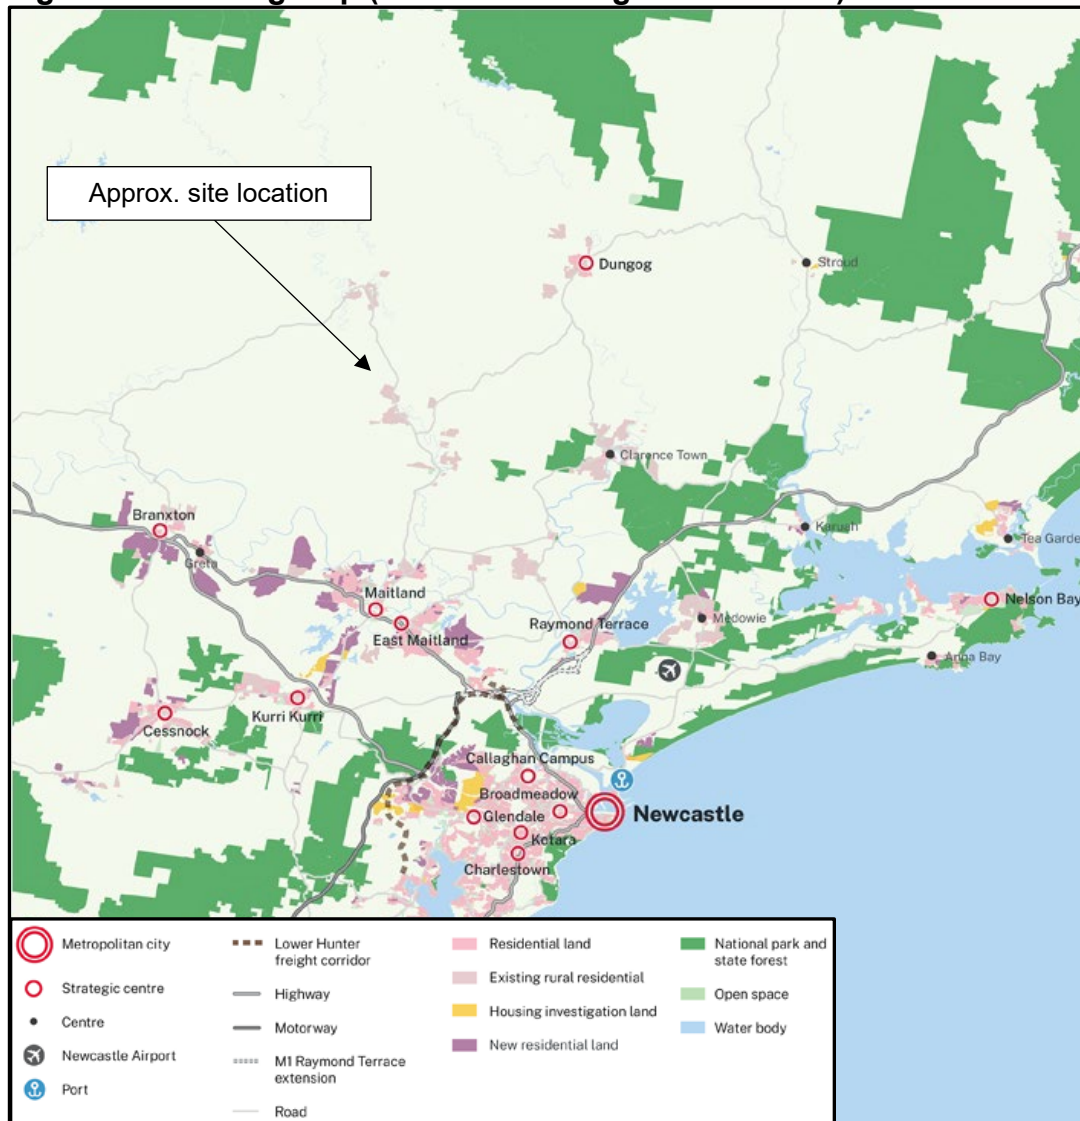 Approx. site location
Dungog
Stroud
Clarence Town
Branxton
Greta
Karuah
Tea Garde
Maitland
Nelson Bay
East Maitland
Raymond Terrace
Medowie
Anna Bay
Kurri Kurri
Cessnock
Callaghan Campus
Broadmeadow
Glendale
Newcastle
Kotara
Charlestown
Metropolitan city
Strategic centre
Centre
Newcastle Airport
Port
Lower Hunter
freight corridor
Highway
Motorway
M1 Raymond Terrace
extension
Road
Residential land
Existing rural residential
Housing investigation land
New residential land
National park and
state forest
Open space
Water body